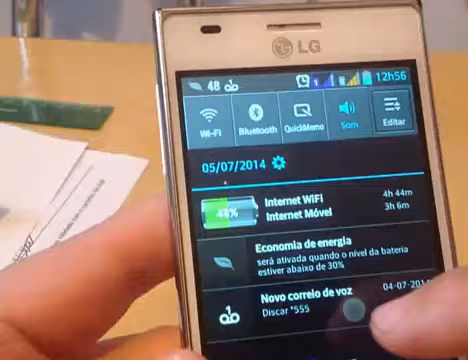 LG
48
12h56
Wi-Fi
Bluetooth
QuickMemo
Som
Editar
05/07/2014
48%
Internet WiFi
4h 44m
Internet Móvel
3h 6m
Economia de energia
será ativada quando o nível da bateria
estiver abaixo de 30%
Novo correio de voz
04-07-2014
Discar *555